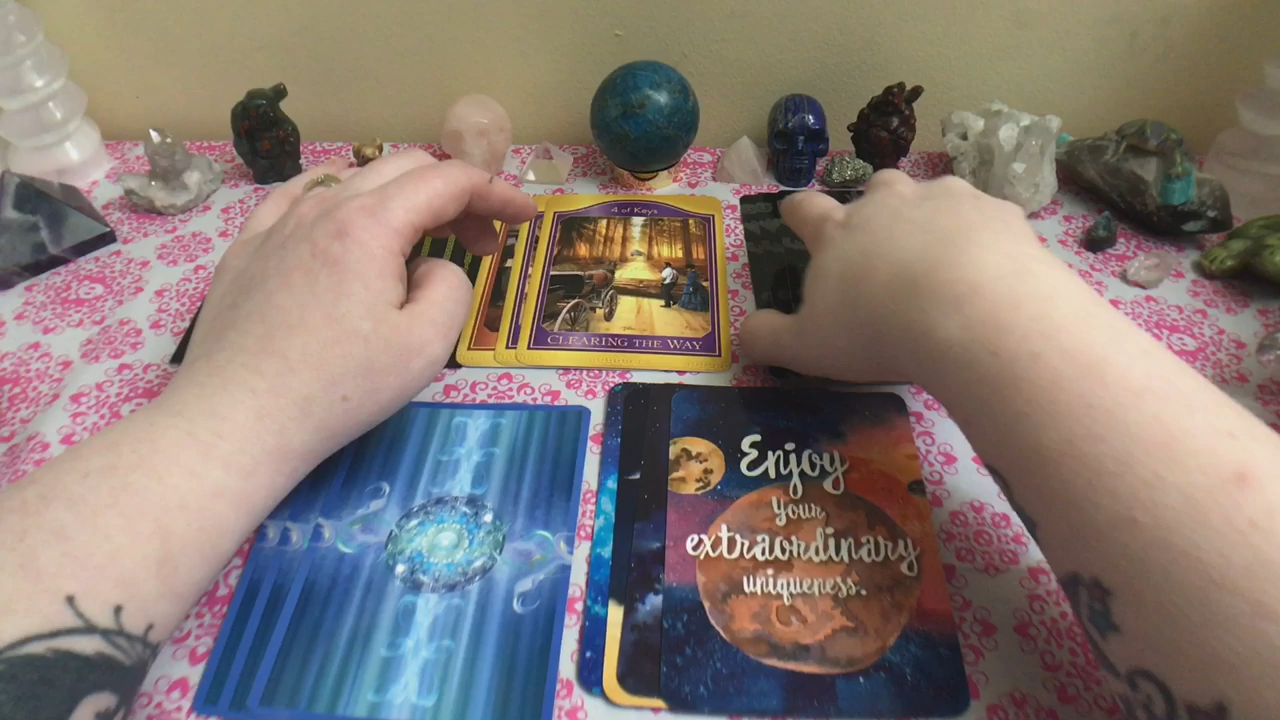 4 of Keys
CLEARING THE WAY
Enjoy
your
extraordinary
uniqueness.